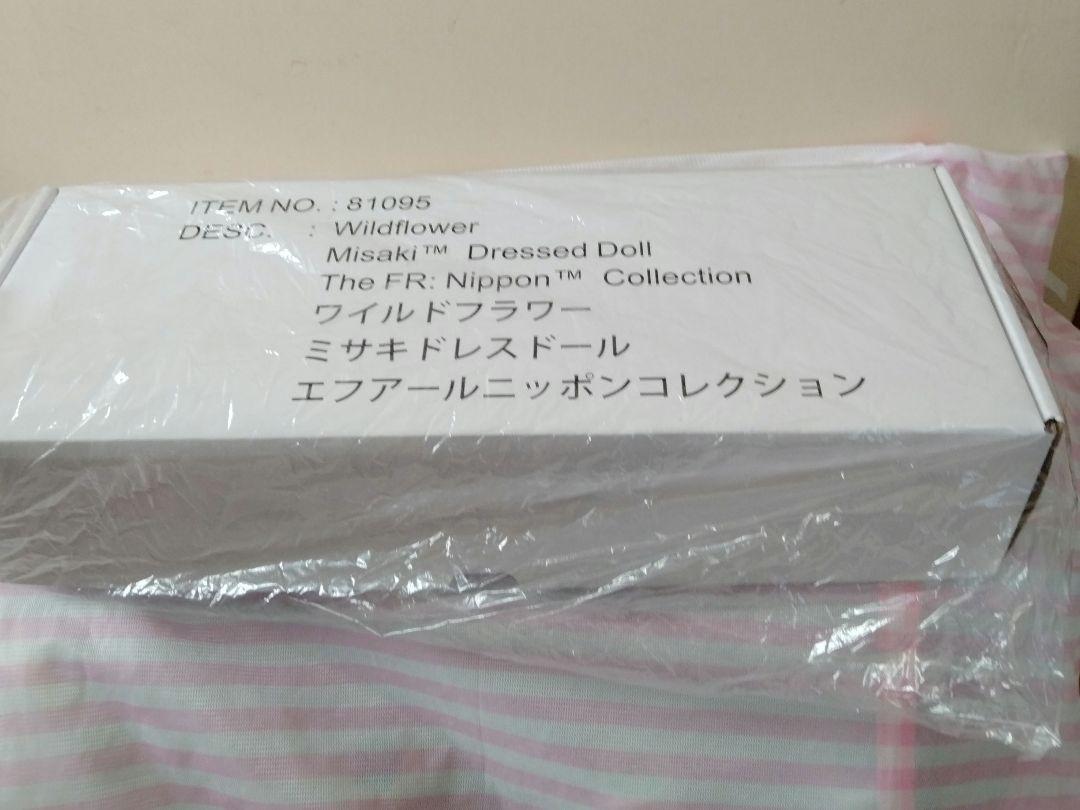 ITEM NO. : 81095
DESC. : Wildflower
Misaki™ Dressed Doll
The FR: Nippon™ Collection
ワイルドフラワー
ミサキドレスドール
エフアールニッポンコレクション